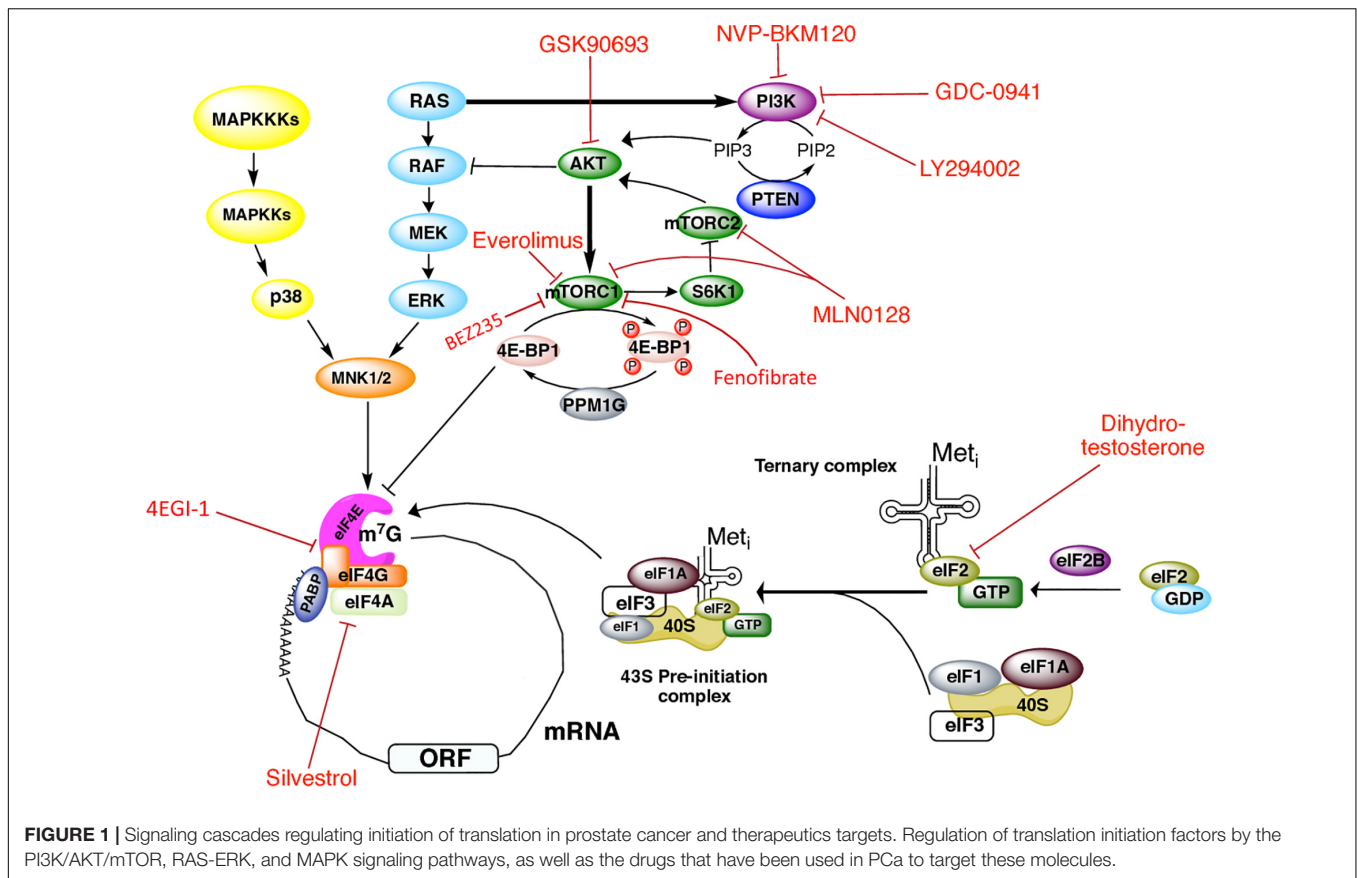 GSK90693
NVP-BKM120
GDC-0941
LY294002
MAPKKKs
RAS
PI3K
PIP3
PIP2
RAF
AKT
PTEN
MAPKKs
MEK
mTORC2
Everolimus
p38
ERK
mTORC1
S6K1
MLN0128
BEZ235
4E-BP1
4E-BP1
P
P
P
P
MNK1/2
Fenofibrate
PPM1G
Dihydro-
testosterone
Ternary complex
Meti
4EGI-1
eIF4E
m7G
eIF4G
PABP
eIF4A
AAAAAAAAA
Meti
eIF1A
eIF3
eIF2
eIF1
40S
GTP
eIF2
GTP
eIF2B
eIF2
GDP
43S Pre-initiation
complex
eIF1
eIF1A
40S
eIF3
mRNA
ORF
Silvestrol
FIGURE 1 | Signaling cascades regulating initiation of translation in prostate cancer and therapeutics targets. Regulation of translation initiation factors by the
PI3K/AKT/mTOR, RAS-ERK, and MAPK signaling pathways, as well as the drugs that have been used in PCa to target these molecules.